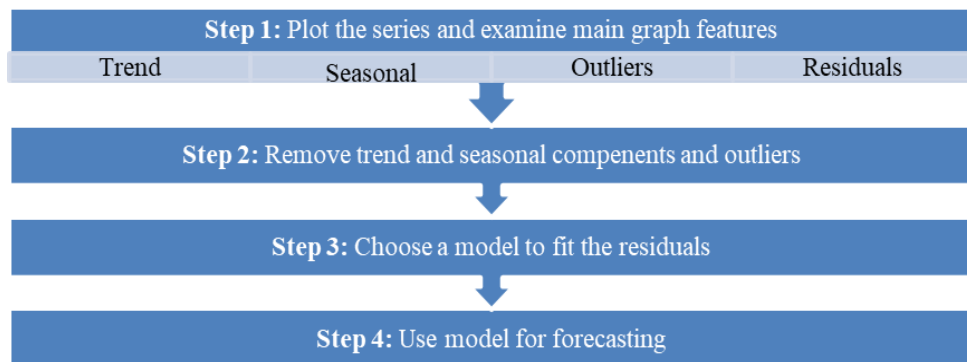 Step 1: Plot the series and examine main graph features
Trend Seasonal Outliers Residuals
Step 2: Remove trend and seasonal compenents and outliers
Step 3: Choose a model to fit the residuals
Step 4: Use model for forecasting